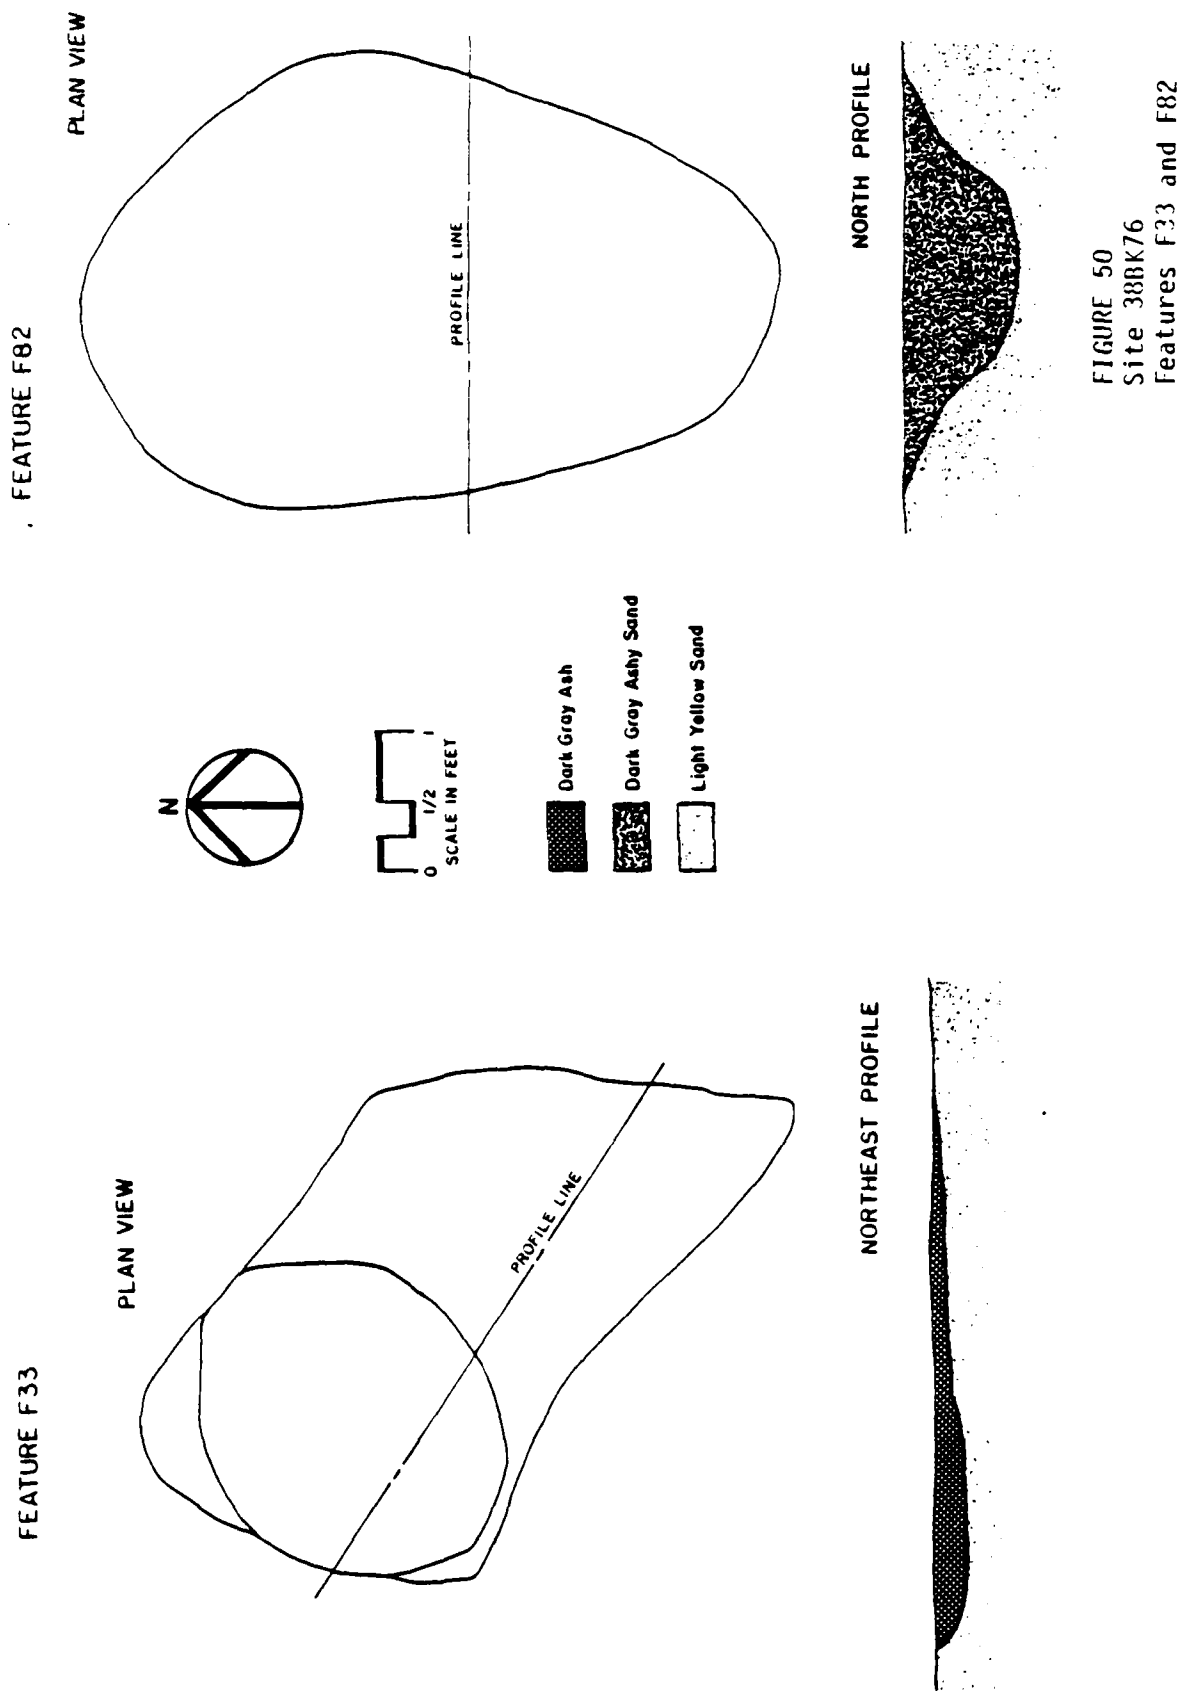 FEATURE F33
PLAN VIEW
PROFILE LINE
NORTHEAST PROFILE
N
0 1/2 1
SCALE IN FEET
Dark Gray Ash
Dark Gray Ashy Sand
Light Yellow Sand
FEATURE F82
PLAN VIEW
PROFILE LINE
NORTH PROFILE
FIGURE 50
Site 38BK76
Features F33 and F82